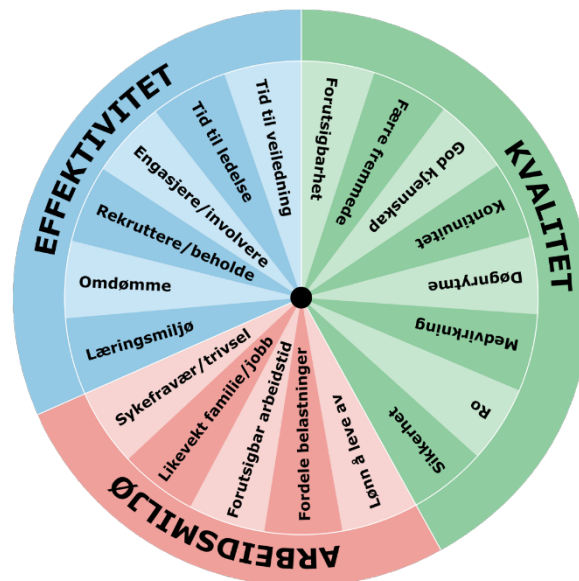 EFFEKTIVITET
Tid til veiledning
Tid til ledelse
Engasjere/involvere
Rekruttere/beholde
Omdømme
Læringsmiljø
KVALITET
Forutsigbarhet
Færre fremmede
God kjennskap
Kontinuitet
Døgnrytme
Medvirkning
Ro
Sikkerhet
ARBEIDSMILJØ
Sykefravær/trivsel
Likevekt familie/jobb
Forutsigbar arbeidstid
Fordele belastninger
Lønn å leve av